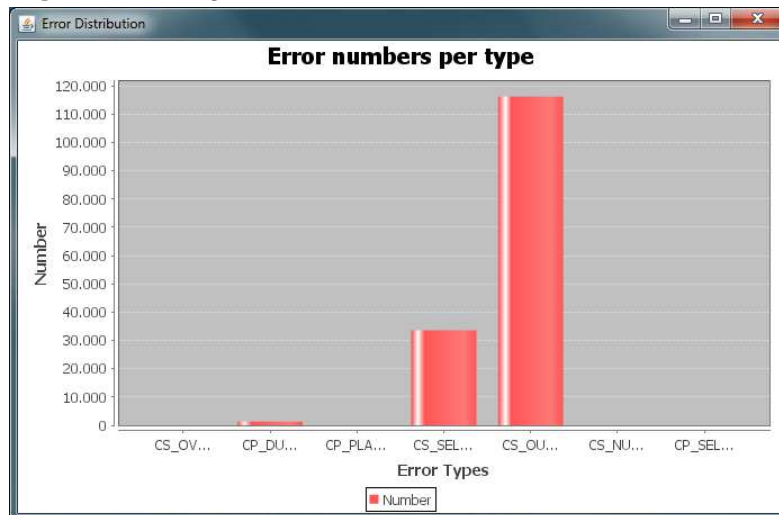 Error Distribution
Error numbers per type
120.000
110.000
100.000
90.000
80.000
70.000
60.000
50.000
40.000
30.000
20.000
10.000
0
Number
CS_OV... CP_DU... CP_PLA... CS_SEL... CS_OU... CS_NU... CP_SEL...
Error Types
Number